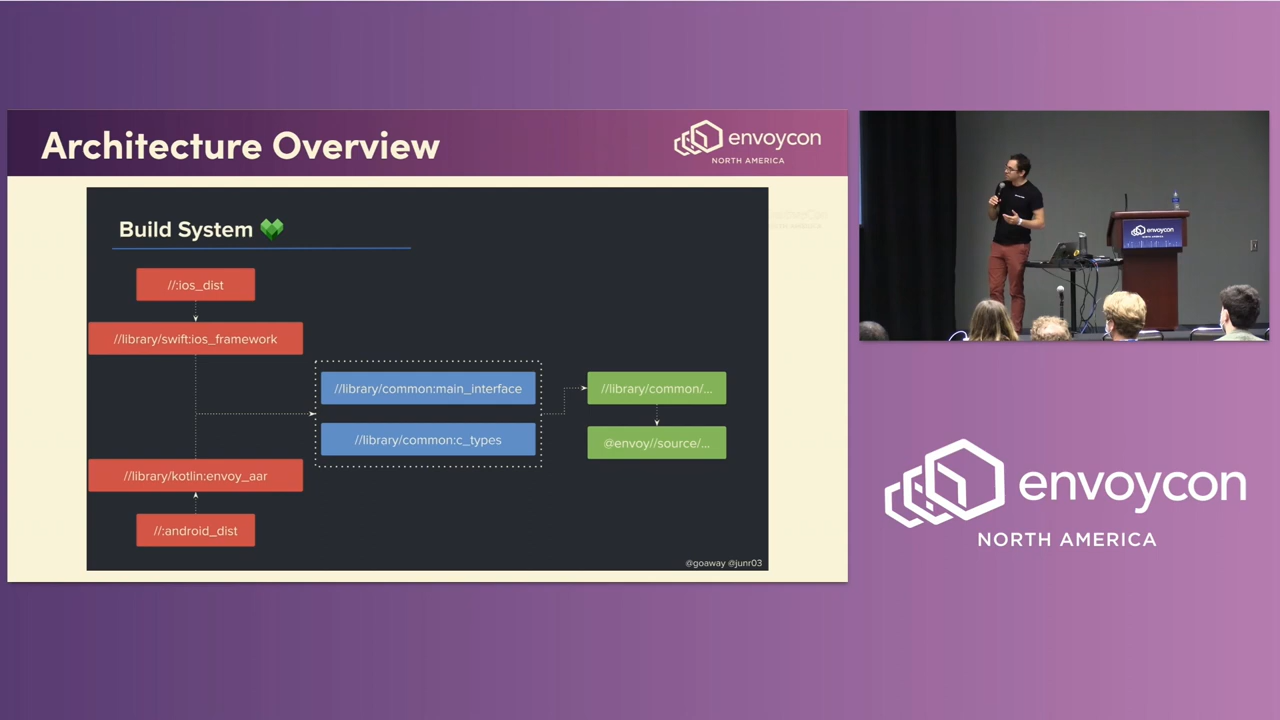 Architecture Overview
envoycon
NORTH AMERICA
Build System
//:ios_dist
//library/swift:ios_framework
//library/common:main_interface
//library/common:c_types
//library/common/...
@envoy//source/...
//library/kotlin:envoy_aar
//:android_dist
@goaway @junr03
envoycon
envoycon
NORTH AMERICA